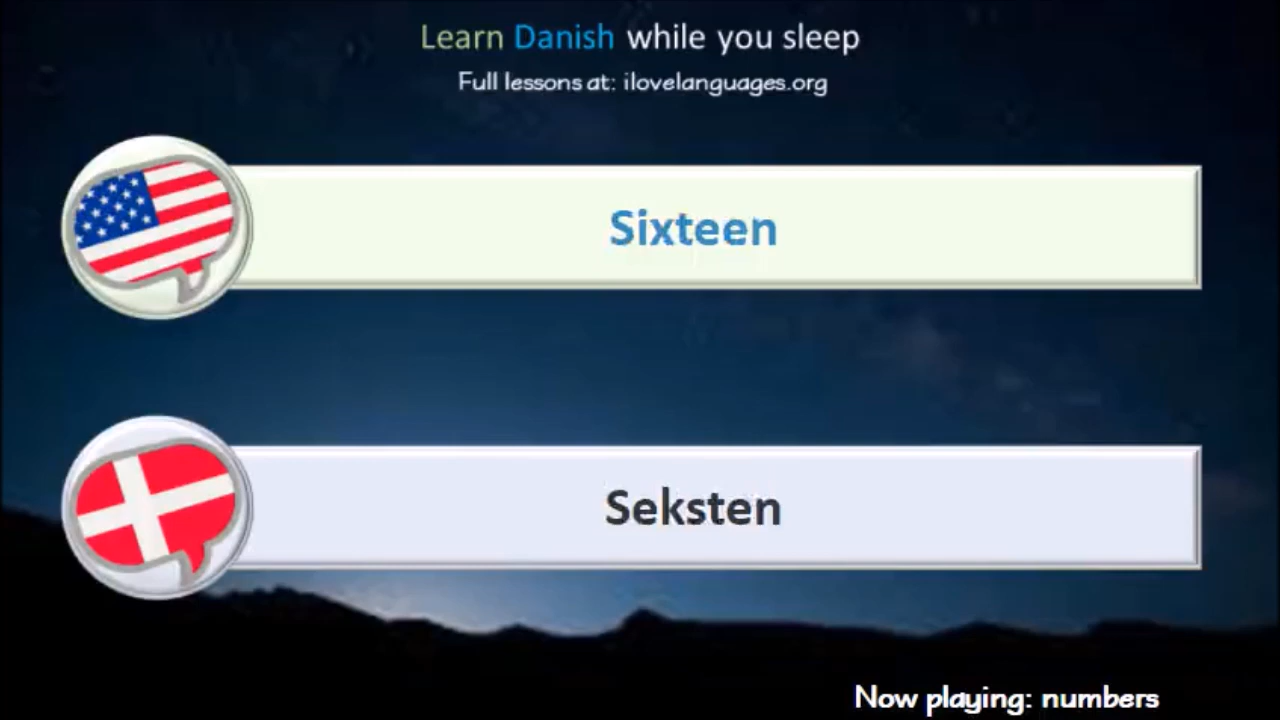 Learn Danish while you sleep
Full lessons at: ilovelanguages.org
Sixteen
Seksten
Now playing: numbers